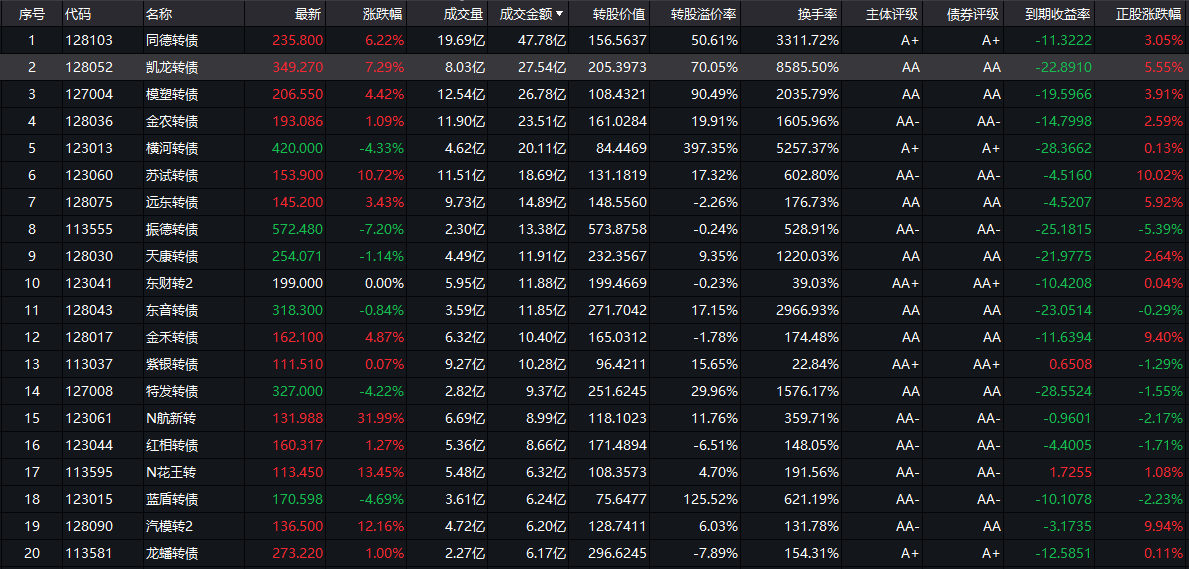 序号 代码 名称 最新 涨跌幅 成交量 成交金额 转股价值 转股溢价率 换手率 主体评级 债券评级 到期收益率 正股涨跌幅
1 128103 同德转债 235.800 6.22% 19.69亿 47.78亿 156.5637 50.61% 3311.72% A+ A+ -11.3222 3.05%
2 128052 凯龙转债 349.270 7.29% 8.03亿 27.54亿 205.3973 70.05% 8585.50% AA AA -22.8910 5.55%
3 127004 模塑转债 206.550 4.42% 12.54亿 26.78亿 108.4321 90.49% 2035.79% AA AA -19.5966 3.91%
4 128036 金农转债 193.086 1.09% 11.90亿 23.51亿 161.0284 19.91% 1605.96% AA- AA- -14.7998 2.59%
5 123013 横河转债 420.000 -4.33% 4.62亿 20.11亿 84.4469 397.35% 5257.37% A+ A+ -28.3662 0.13%
6 123060 苏试转债 153.900 10.72% 11.51亿 18.69亿 131.1819 17.32% 602.80% AA- AA- -4.5160 10.02%
7 128075 远东转债 145.200 3.43% 9.73亿 14.89亿 148.5560 -2.26% 176.73% AA AA -4.5207 5.92%
8 113555 振德转债 572.480 -7.20% 2.30亿 13.38亿 573.8758 -0.24% 528.91% AA- AA- -25.1815 -5.39%
9 128030 天康转债 254.071 -1.14% 4.49亿 11.91亿 232.3567 9.35% 1220.03% AA AA -21.9775 2.64%
10 123041 东财转2 199.000 0.00% 5.95亿 11.88亿 199.4669 -0.23% 39.03% AA+ AA+ -10.4208 0.04%
11 128043 东音转债 318.300 -0.84% 3.59亿 11.85亿 271.7042 17.15% 2966.93% AA AA -23.0514 -0.29%
12 128017 金禾转债 162.100 4.87% 6.32亿 10.40亿 165.0312 -1.78% 174.48% AA AA -11.6394 9.40%
13 113037 紫银转债 111.510 0.07% 9.27亿 10.28亿 96.4211 15.65% 22.84% AA+ AA+ 0.6508 -1.29%
14 127008 特发转债 327.000 -4.22% 2.82亿 9.37亿 251.6245 29.96% 1576.17% AA AA -28.5524 -1.55%
15 123061 N航新转 131.988 31.99% 6.69亿 8.99亿 118.1023 11.76% 359.71% AA- AA- -0.9601 -2.17%
16 123044 红相转债 160.317 1.27% 5.36亿 8.66亿 171.4894 -6.51% 148.05% AA- AA- -4.4005 -1.71%
17 113595 N花王转 113.450 13.45% 5.48亿 6.32亿 108.3573 4.70% 191.56% AA- AA- 1.7255 1.08%
18 123015 蓝盾转债 170.598 -4.69% 3.61亿 6.24亿 75.6477 125.52% 621.19% AA- AA- -10.1078 -2.23%
19 128090 汽模转2 136.500 12.16% 4.72亿 6.20亿 128.7411 6.03% 131.78% AA- AA -3.1735 9.94%
20 113581 龙蟠转债 273.220 1.00% 2.27亿 6.17亿 296.6245 -7.89% 154.31% A+ A+ -12.5851 0.11%